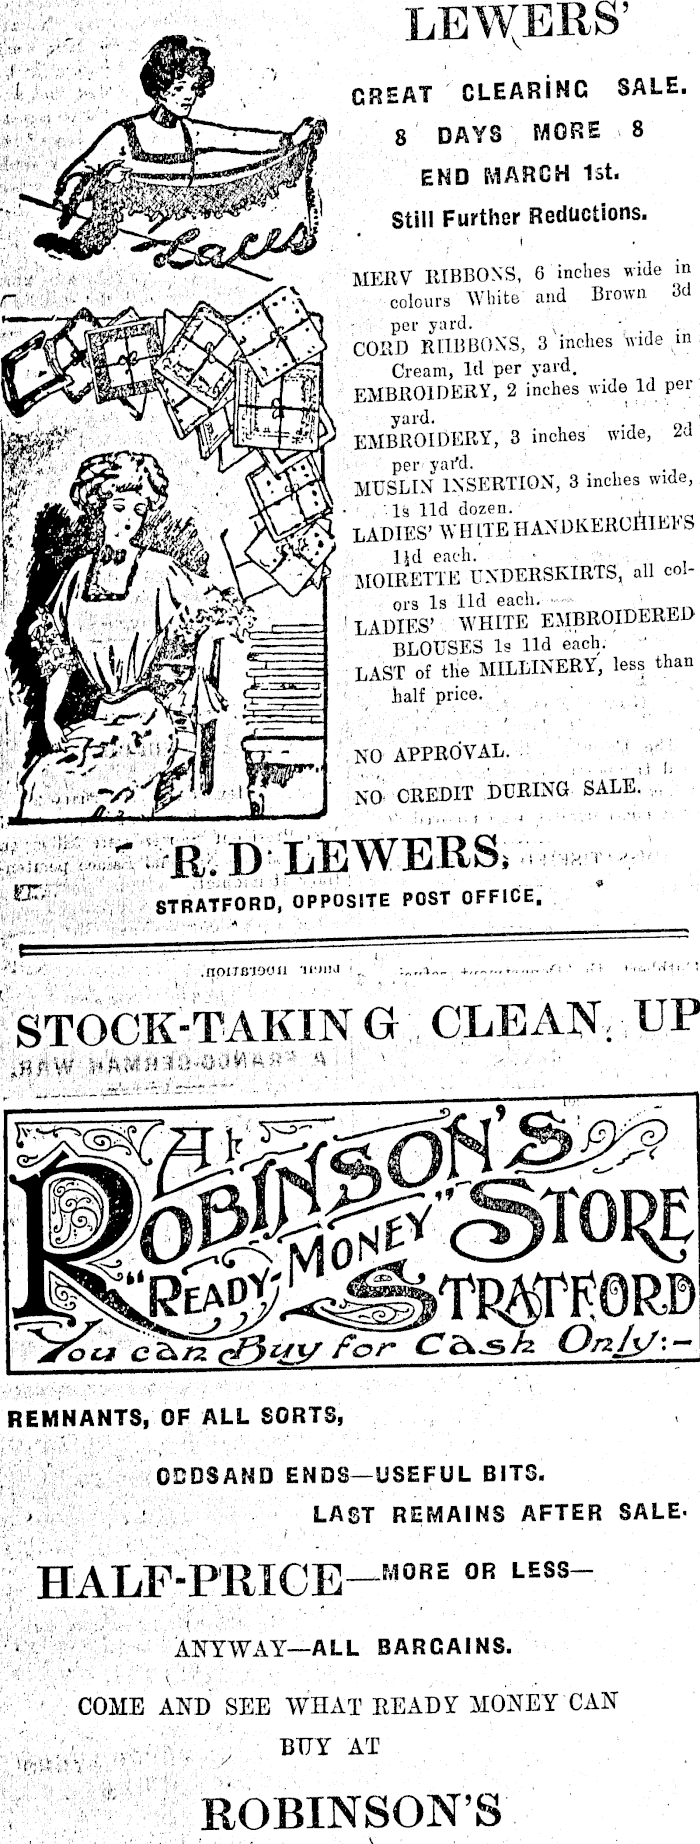 LEWERS'
GREAT CLEARING SALE.
8 DAYS MORE 8
END MARCH 1st.
Still Further Reductions.
Laces
MERV RIBBONS, 6 inches wide in
colours White and Brown 3d
per yard.
CORD RIIBBONS, 3 inches wide in
Cream, 1d per yard.
EMBROIDERY, 2 inches wide 1d per
yard.
EMBROIDERY, 3 inches wide, 2d
per yard.
MUSLIN INSERTION, 3 inches wide,
1s 11d dozen.
LADIES' WHITE HANDKERCHIEFS
1½d each.
MOIRETTE UNDERSKIRTS, all col-
ors 1s 11d each.
LADIES' WHITE EMBROIDERED
BLOUSES 1s 11d each.
LAST of the MILLINERY, less than
half price.
NO APPROVAL.
NO CREDIT DURING SALE.
R. D LEWERS,
STRATFORD, OPPOSITE POST OFFICE.
STOCK-TAKING CLEAN UP
At
ROBINSON'S
"READY-MONEY" STORE
STRATFORD
You can Buy for Cash Only:-
REMNANTS, OF ALL SORTS,
ODDSAND ENDS—USEFUL BITS.
LAST REMAINS AFTER SALE.
HALF-PRICE—MORE OR LESS—
ANYWAY—ALL BARGAINS.
COME AND SEE WHAT READY MONEY CAN
BUY AT
ROBINSON'S